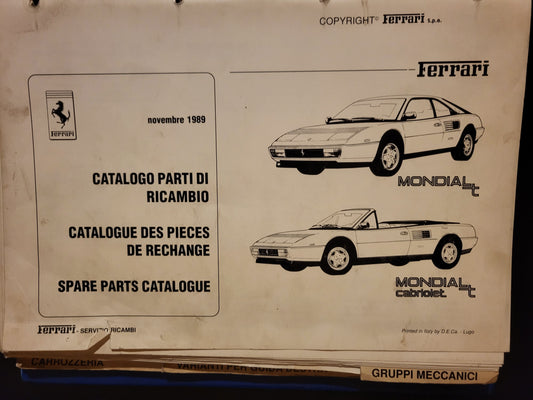 COPYRIGHT© Ferrari S.p.a.
Ferrari
Ferrari
novembre 1989
CATALOGO PARTI DI
RICAMBIO
CATALOGUE DES PIECES
DE RECHANGE
SPARE PARTS CATALOGUE
MONDIAL t
MONDIAL t
cabriolet
Ferrari - SERVIZIO RICAMBI
Printed in Italy by D.E.Ca. - Lugo
CARROZZERIA
VARIANTI PER GUIDA DESTRA
GRUPPI MECCANICI